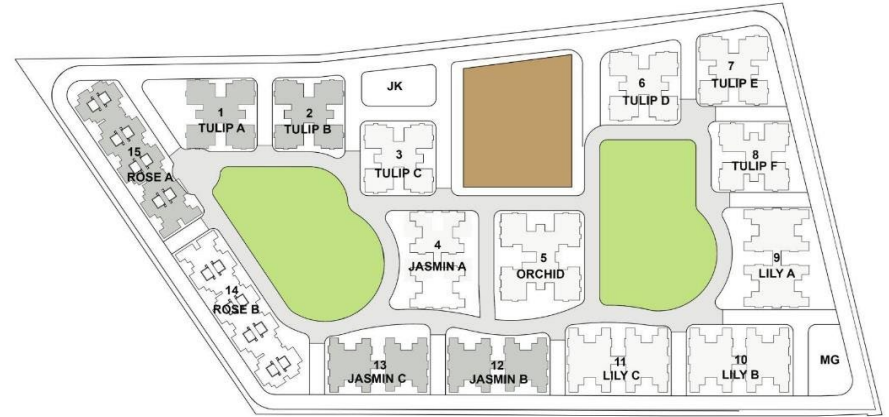 1
TULIP A
2
TULIP B
JK
3
TULIP C
6
TULIP D
7
TULIP E
8
TULIP F
15
ROSE A
4
JASMIN A
5
ORCHID
9
LILY A
14
ROSE B
13
JASMIN C
12
JASMIN B
11
LILY C
10
LILY B
MG